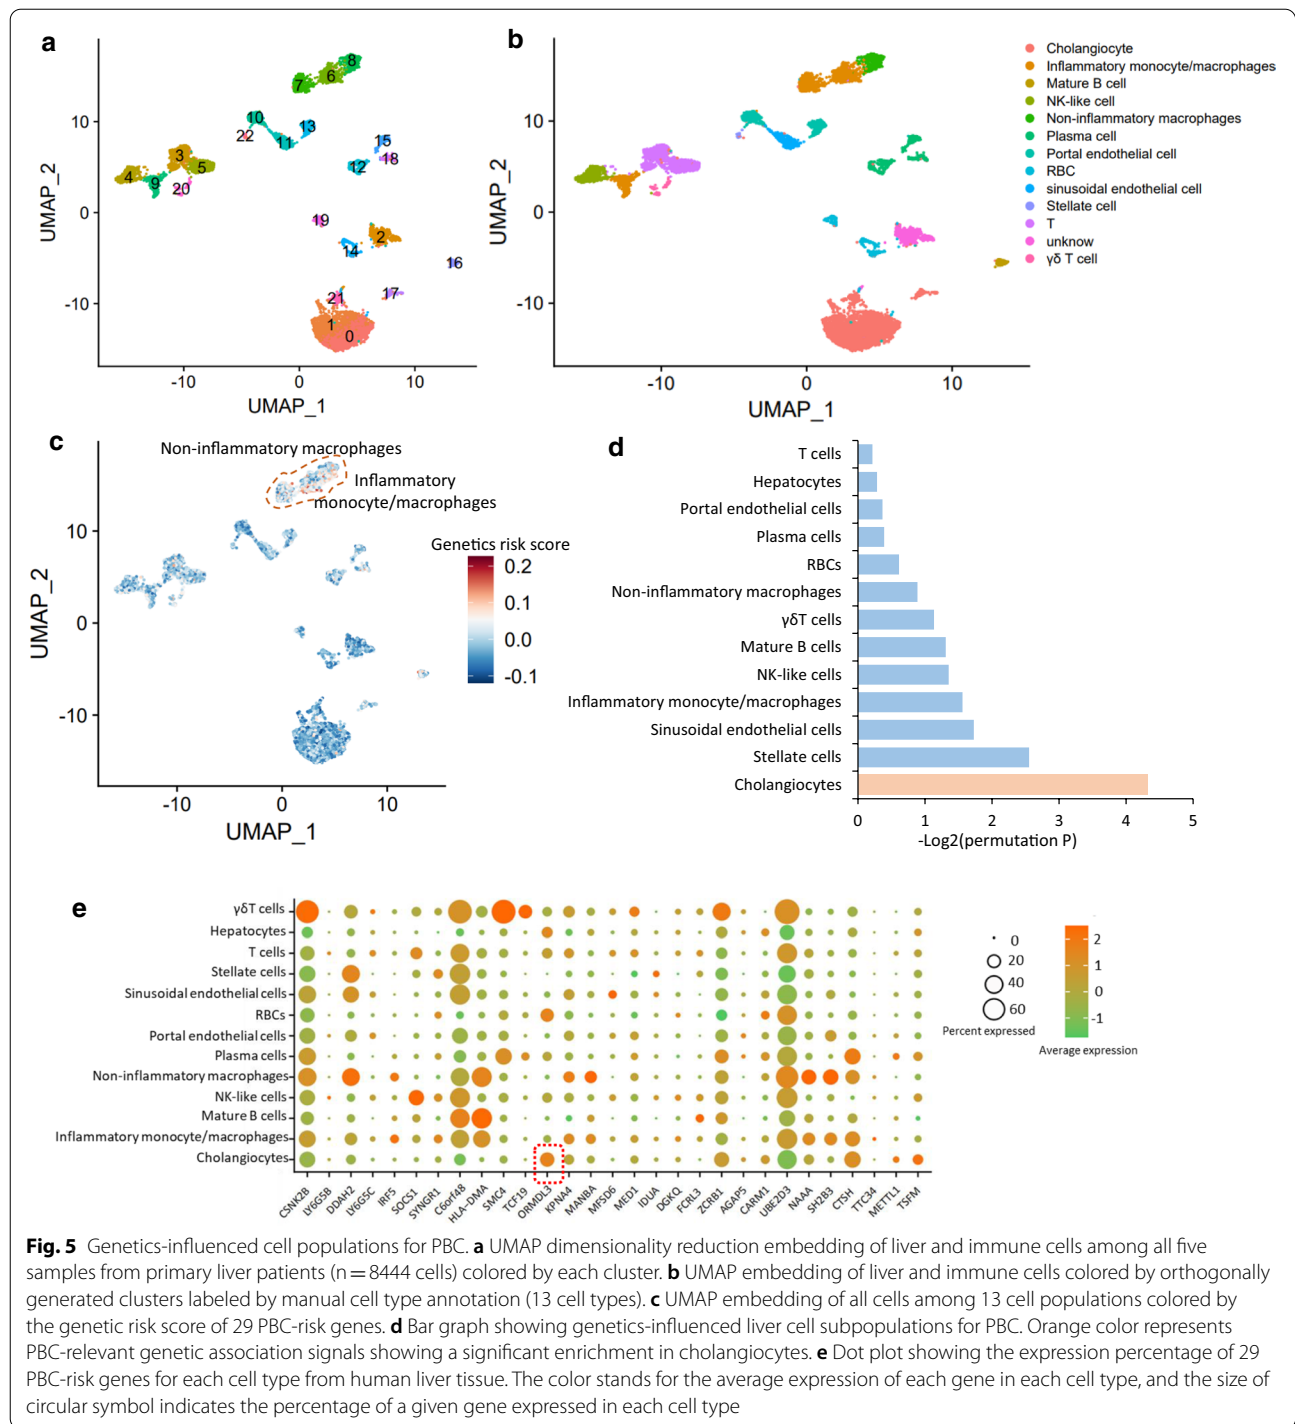 a
UMAP_2
10
0
-10
-10
0
10
UMAP_1
0
1
2
3
4
5
6
7
8
9
10
11
12
13
14
15
16
17
18
19
20
21
22
b
UMAP_2
10
0
-10
-10
0
10
UMAP_1
Cholangiocyte
Inflammatory monocyte/macrophages
Mature B cell
NK-like cell
Non-inflammatory macrophages
Plasma cell
Portal endothelial cell
RBC
sinusoidal endothelial cell
Stellate cell
T
unknow
γδ T cell
c
Non-inflammatory macrophages
Inflammatory
monocyte/macrophages
Genetics risk score
0.2
0.1
0.0
-0.1
UMAP_2
10
0
-10
-10
0
10
UMAP_1
d
T cells
Hepatocytes
Portal endothelial cells
Plasma cells
RBCs
Non-inflammatory macrophages
γδT cells
Mature B cells
NK-like cells
Inflammatory monocyte/macrophages
Sinusoidal endothelial cells
Stellate cells
Cholangiocytes
0 1 2 3 4 5
-Log2(permutation P)
e
γδT cells
Hepatocytes
T cells
Stellate cells
Sinusoidal endothelial cells
RBCs
Portal endothelial cells
Plasma cells
Non-inflammatory macrophages
NK-like cells
Mature B cells
Inflammatory monocyte/macrophages
Cholangiocytes
CSNK2B
LY6G5B
DDAH2
LY6G5C
IRF5
SOCS1
SYNGR1
C6orf48
HLA-DMA
SMC4
TCF19
ORMDL3
KPNA4
MANBA
MFSD6
MED1
IDUA
DGKQ
FCRL3
ZCRB1
AGAP5
CARM1
UBE2D3
NAAA
SH2B3
CTSH
TTC34
METTL1
TSFM
0
20
40
60
Percent expressed
2
1
0
-1
Average expression
Fig. 5 Genetics-influenced cell populations for PBC. a UMAP dimensionality reduction embedding of liver and immune cells among all five
samples from primary liver patients (n = 8444 cells) colored by each cluster. b UMAP embedding of liver and immune cells colored by orthogonally
generated clusters labeled by manual cell type annotation (13 cell types). c UMAP embedding of all cells among 13 cell populations colored by
the genetic risk score of 29 PBC-risk genes. d Bar graph showing genetics-influenced liver cell subpopulations for PBC. Orange color represents
PBC-relevant genetic association signals showing a significant enrichment in cholangiocytes. e Dot plot showing the expression percentage of 29
PBC-risk genes for each cell type from human liver tissue. The color stands for the average expression of each gene in each cell type, and the size of
circular symbol indicates the percentage of a given gene expressed in each cell type